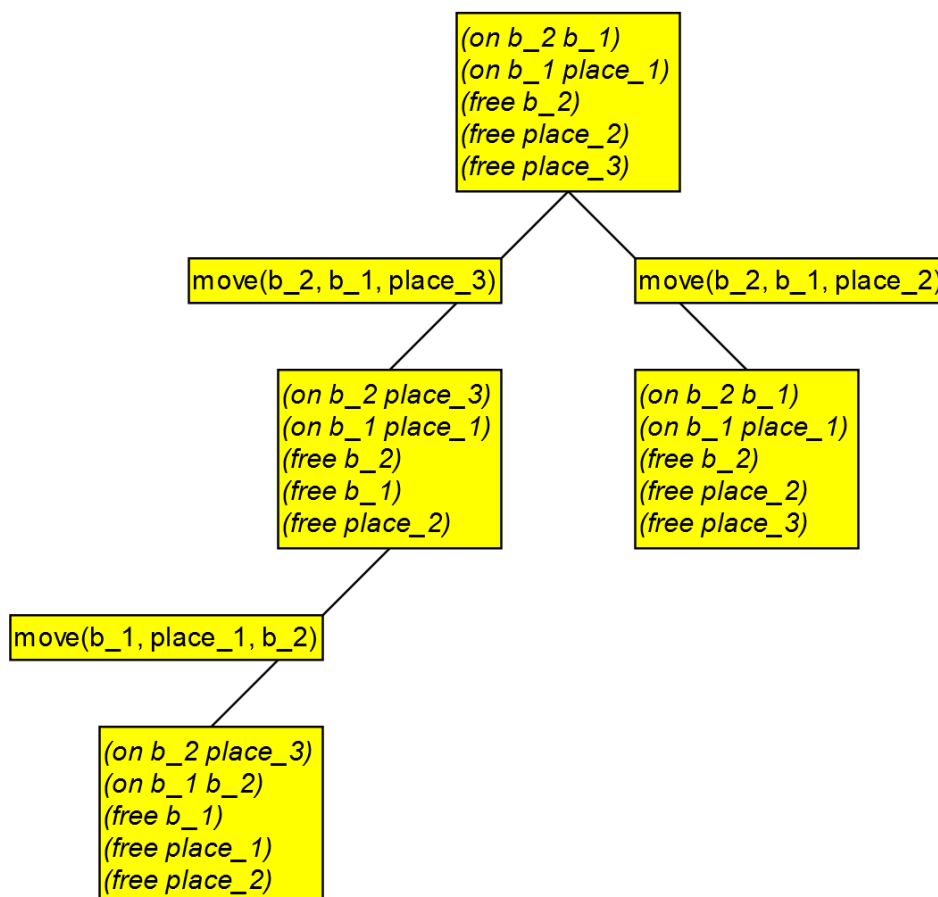 (on b_2 b_1)
(on b_1 place_1)
(free b_2)
(free place_2)
(free place_3)
move(b_2, b_1, place_3)
move(b_2, b_1, place_2)
(on b_2 place_3)
(on b_1 place_1)
(free b_2)
(free b_1)
(free place_2)
(on b_2 b_1)
(on b_1 place_1)
(free b_2)
(free place_2)
(free place_3)
move(b_1, place_1, b_2)
(on b_2 place_3)
(on b_1 b_2)
(free b_1)
(free place_1)
(free place_2)